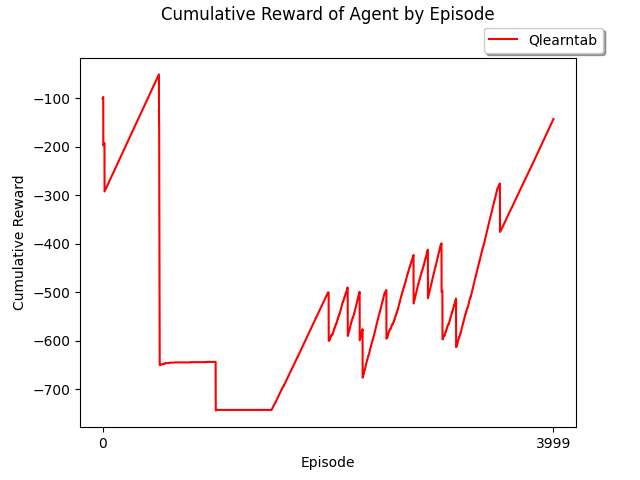 Cumulative Reward of Agent by Episode
Qlearntab
−100
−200
−300
−400
−500
−600
−700
Cumulative Reward
0
3999
Episode